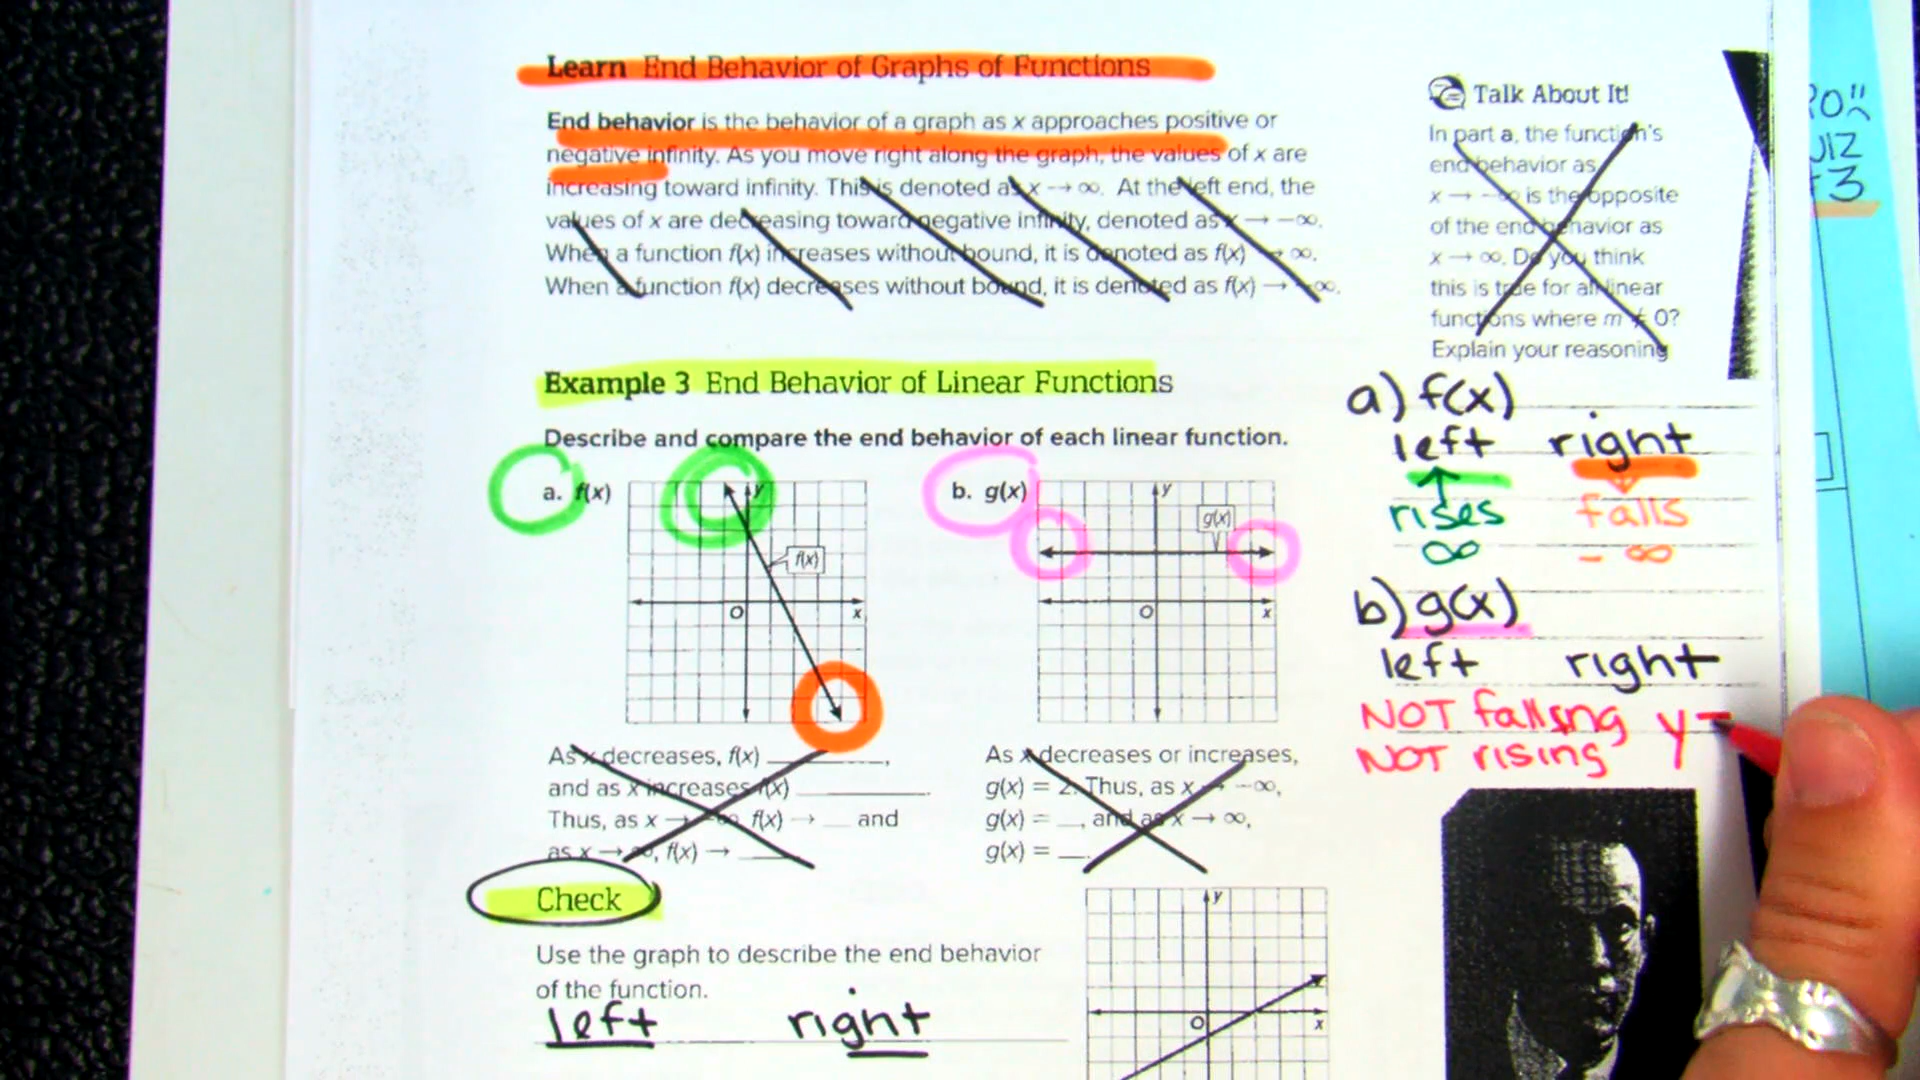 Learn End Behavior of Graphs of Functions
End behavior is the behavior of a graph as x approaches positive or
negative infinity. As you move right along the graph, the values of x are
increasing toward infinity. This is denoted as x → ∞. At the left end, the
values of x are decreasing toward negative infinity, denoted as x → −∞.
When a function f(x) increases without bound, it is denoted as f(x) → ∞.
When a function f(x) decreases without bound, it is denoted as f(x) → −∞.
Talk About It!
In part a, the function's
end behavior as
x → −∞ is the opposite
of the end behavior as
x → ∞. Do you think
this is true for all linear
functions where m ≠ 0?
Explain your reasoning
QUIZ
3
Example 3 End Behavior of Linear Functions
Describe and compare the end behavior of each linear function.
a. f(x)
y
f(x)
O
x
b. g(x)
y
g(x)
O
x
a) f(x)
left right
rises falls
∞ - ∞
b) g(x)
left right
NOT falling y=
NOT rising
As x decreases, f(x) ______,
and as x increases f(x) ______.
Thus, as x → −∞, f(x) → __ and
as x → ∞, f(x) → ___
As x decreases or increases,
g(x) = 2. Thus, as x → −∞,
g(x) = __, and as x → ∞,
g(x) = __.
Check
Use the graph to describe the end behavior
of the function.
left right
y
O
x